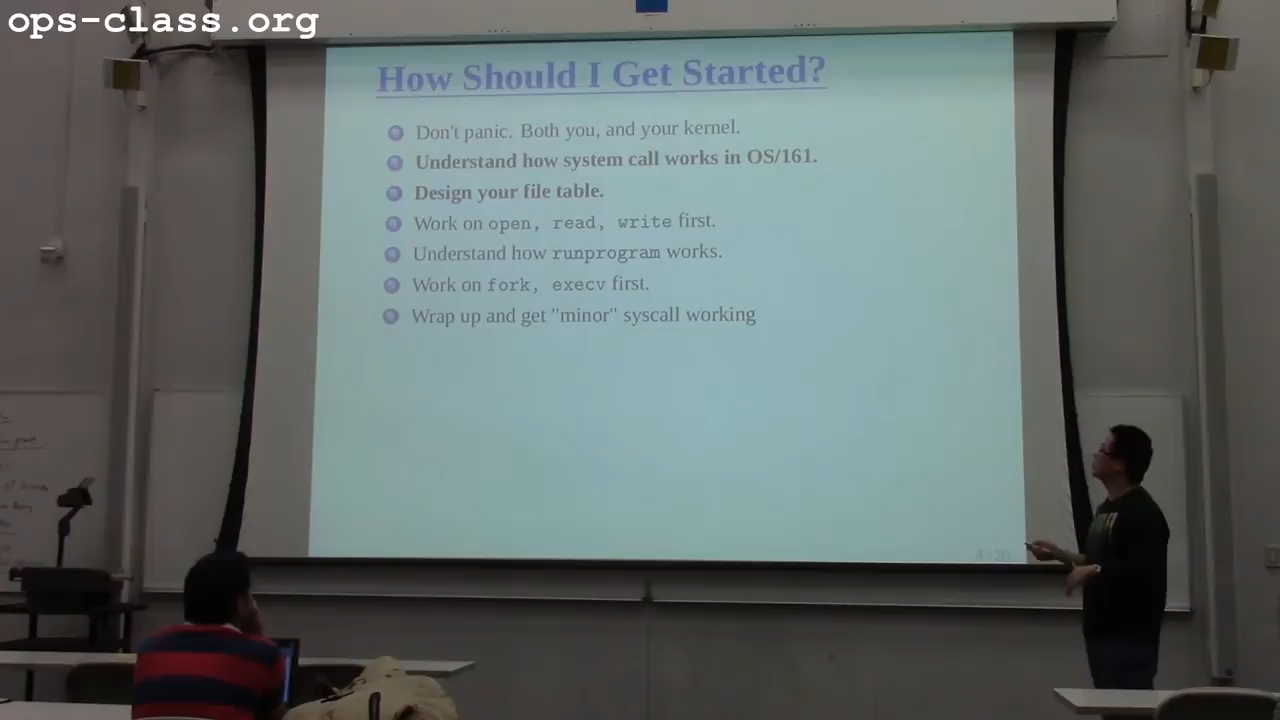 ops-class.org
How Should I Get Started?
Don't panic. Both you, and your kernel.
Understand how system call works in OS/161.
Design your file table.
Work on open, read, write first.
Understand how runprogram works.
Work on fork, execv first.
Wrap up and get "minor" syscall working
4 / 20